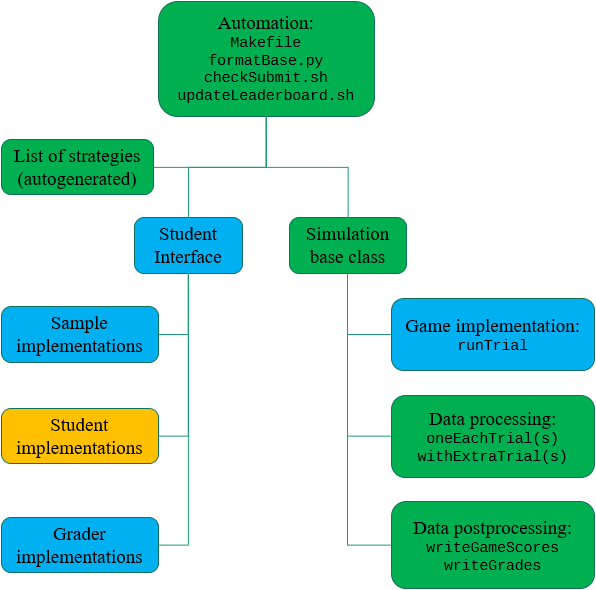 Automation:
Makefile
formatBase.py
checkSubmit.sh
updateLeaderboard.sh
List of strategies
(autogenerated)
Student
Interface
Simulation
base class
Sample
implementations
Game implementation:
runTrial
Student
implementations
Data processing:
oneEachTrial(s)
withExtraTrial(s)
Grader
implementations
Data postprocessing:
writeGameScores
writeGrades